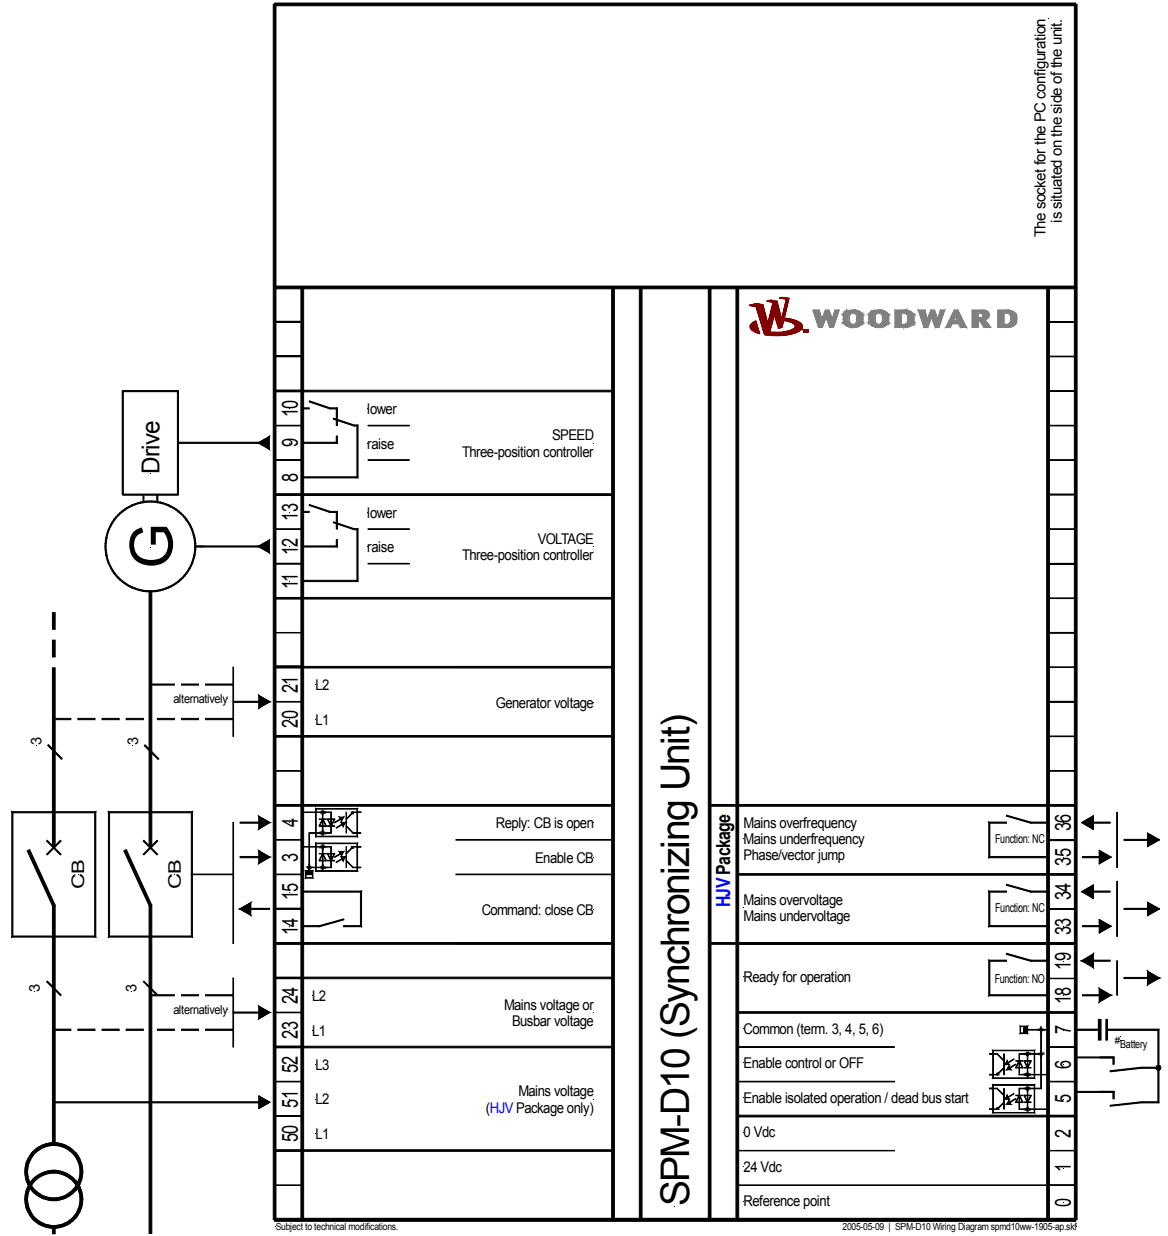 The socket for the PC configuration
is situated on the side of the unit.
WOODWARD
10
lower
9
raise
8
SPEED
Three-position controller
Drive
13
lower
12
raise
11
VOLTAGE
Three-position controller
G
21
L2
20
L1
Generator voltage
alternatively
3
3
4
Reply: CB is open
3
Enable CB
15
14
Command: close CB
CB
CB
3
3
alternatively
24
L2
23
L1
Mains voltage or
Busbar voltage
52
L3
51
L2
50
L1
Mains voltage
(HJV Package only)
SPM-D10 (Synchronizing Unit)
HJV Package
Mains overfrequency
Mains underfrequency
Phase/vector jump
Function: NC
36
35
Mains overvoltage
Mains undervoltage
Function: NC
34
33
Ready for operation
Function: NO
19
18
Common (term. 3, 4, 5, 6)
7
#Battery
Enable control or OFF
6
Enable isolated operation / dead bus start
5
0 Vdc
2
24 Vdc
1
Reference point
0
Subject to technical modifications.
2005-05-09 | SPM-D10 Wiring Diagram spmd10ww-1905-ap.skf